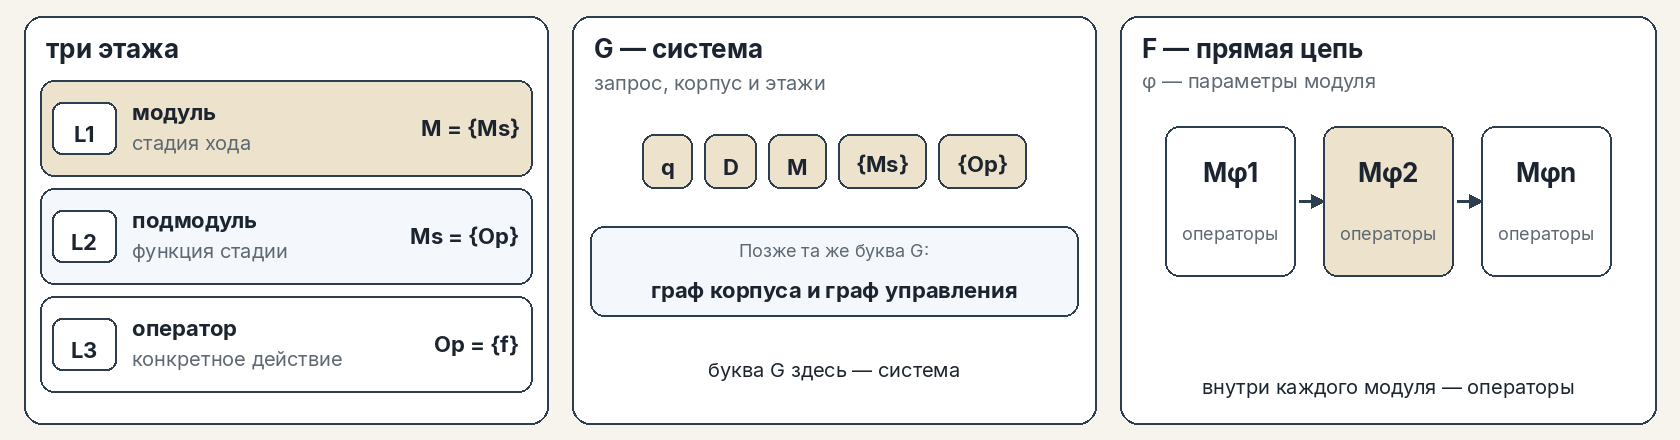 три этажа
L1
модуль
стадия хода
M = {Ms}
L2
подмодуль
функция стадии
Ms = {Op}
L3
оператор
конкретное действие
Op = {f}
G — система
запрос, корпус и этажи
q
D
M
{Ms}
{Op}
Позже та же буква G:
граф корпуса и граф управления
буква G здесь — система
F — прямая цепь
φ — параметры модуля
Mφ1
операторы
Mφ2
операторы
Mφn
операторы
внутри каждого модуля — операторы